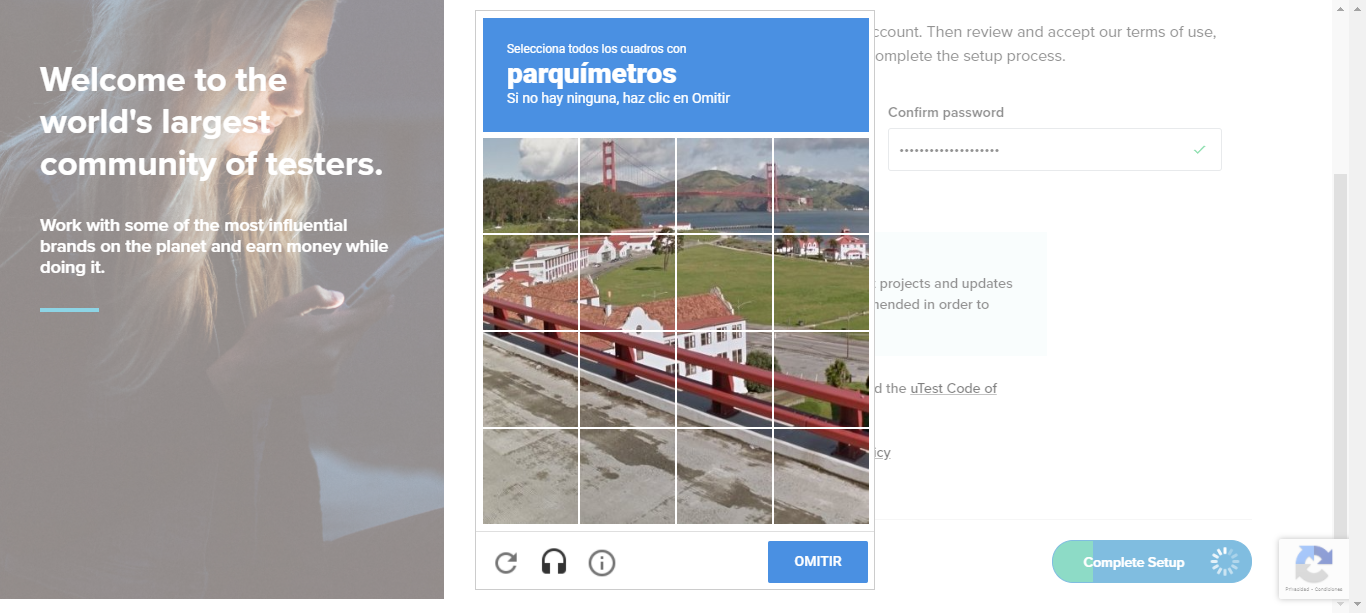 Welcome to the
world's largest
community of testers.
Work with some of the most influential
brands on the planet and earn money while
doing it.
Selecciona todos los cuadros con
parquímetros
Si no hay ninguna, haz clic en Omitir
OMITIR
ccount. Then review and accept our terms of use,
omplete the setup process.
Confirm password
projects and updates
nended in order to
d the uTest Code of
icy
Complete Setup
Privacidad - Condiciones